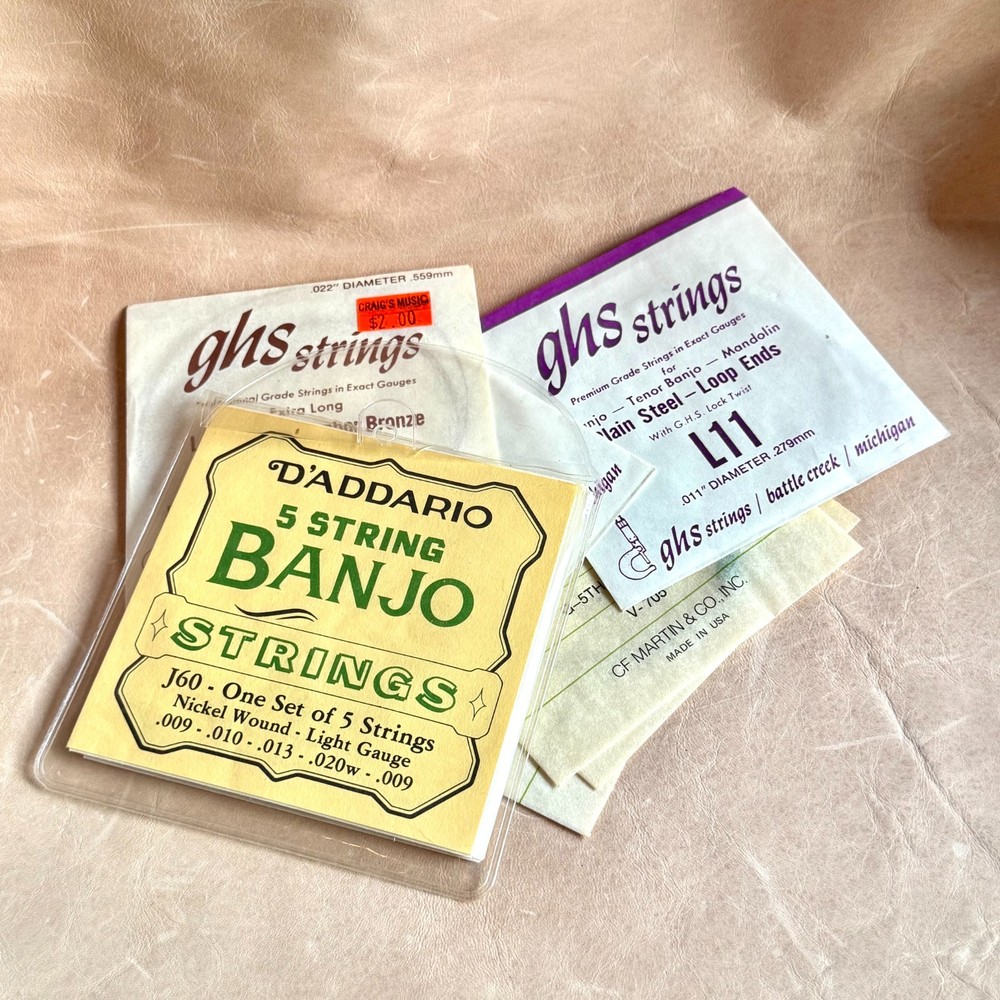 .022" DIAMETER .559mm
CRAIG'S MUSIC
$2.00
ghs strings
Strings in Exact Gauges
Extra Long
Bronze
D'ADDARIO
5 STRING
BANJO
STRINGS
J60 - One Set of 5 Strings
Nickel Wound - Light Gauge
.009 - .010 - .013 - .020w - .009
ghs strings
Premium Grade Strings in Exact Gauges
for
— Tenor Banjo — Mandolin
Steel — Loop Ends
With G.H.S. Lock Twist
L11
.011" DIAMETER .279mm
ghs strings / battle creek / michigan
V-705
CF MARTIN & CO., INC.
MADE IN USA